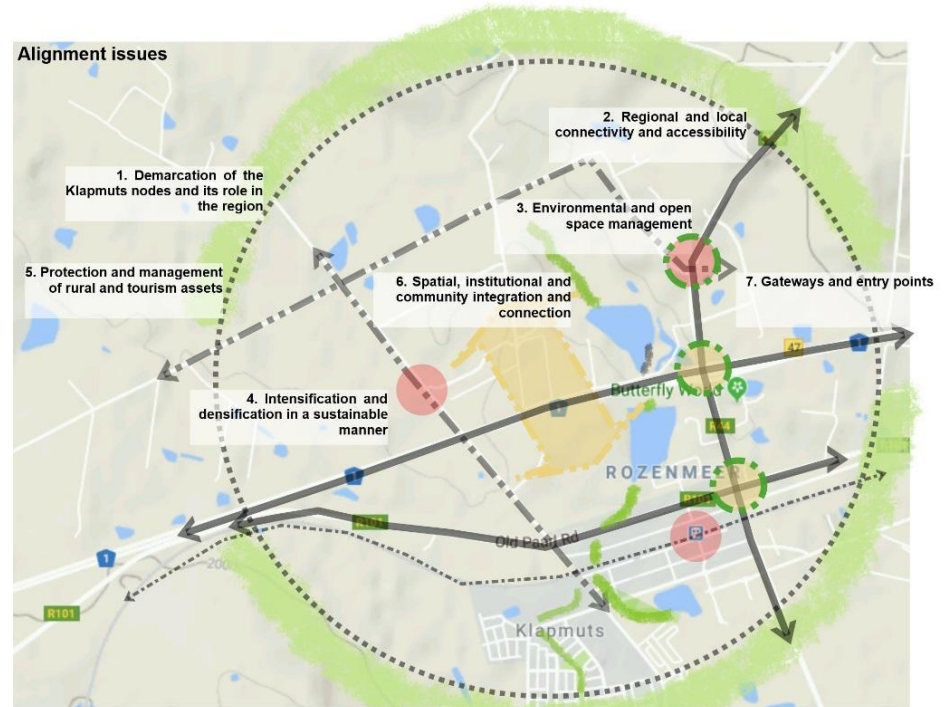 Alignment issues
2. Regional and local
connectivity and accessibility
1. Demarcation of the
Klapmuts nodes and its role in
the region
3. Environmental and open
space management
5. Protection and management
of rural and tourism assets
6. Spatial, institutional and
community integration and
connection
7. Gateways and entry points
47
4. Intensification and
densification in a sustainable
manner
Butterfly World
R44
ROZENMEER
R101
R101
Old Paarl Rd
1
200
R101
Klapmuts